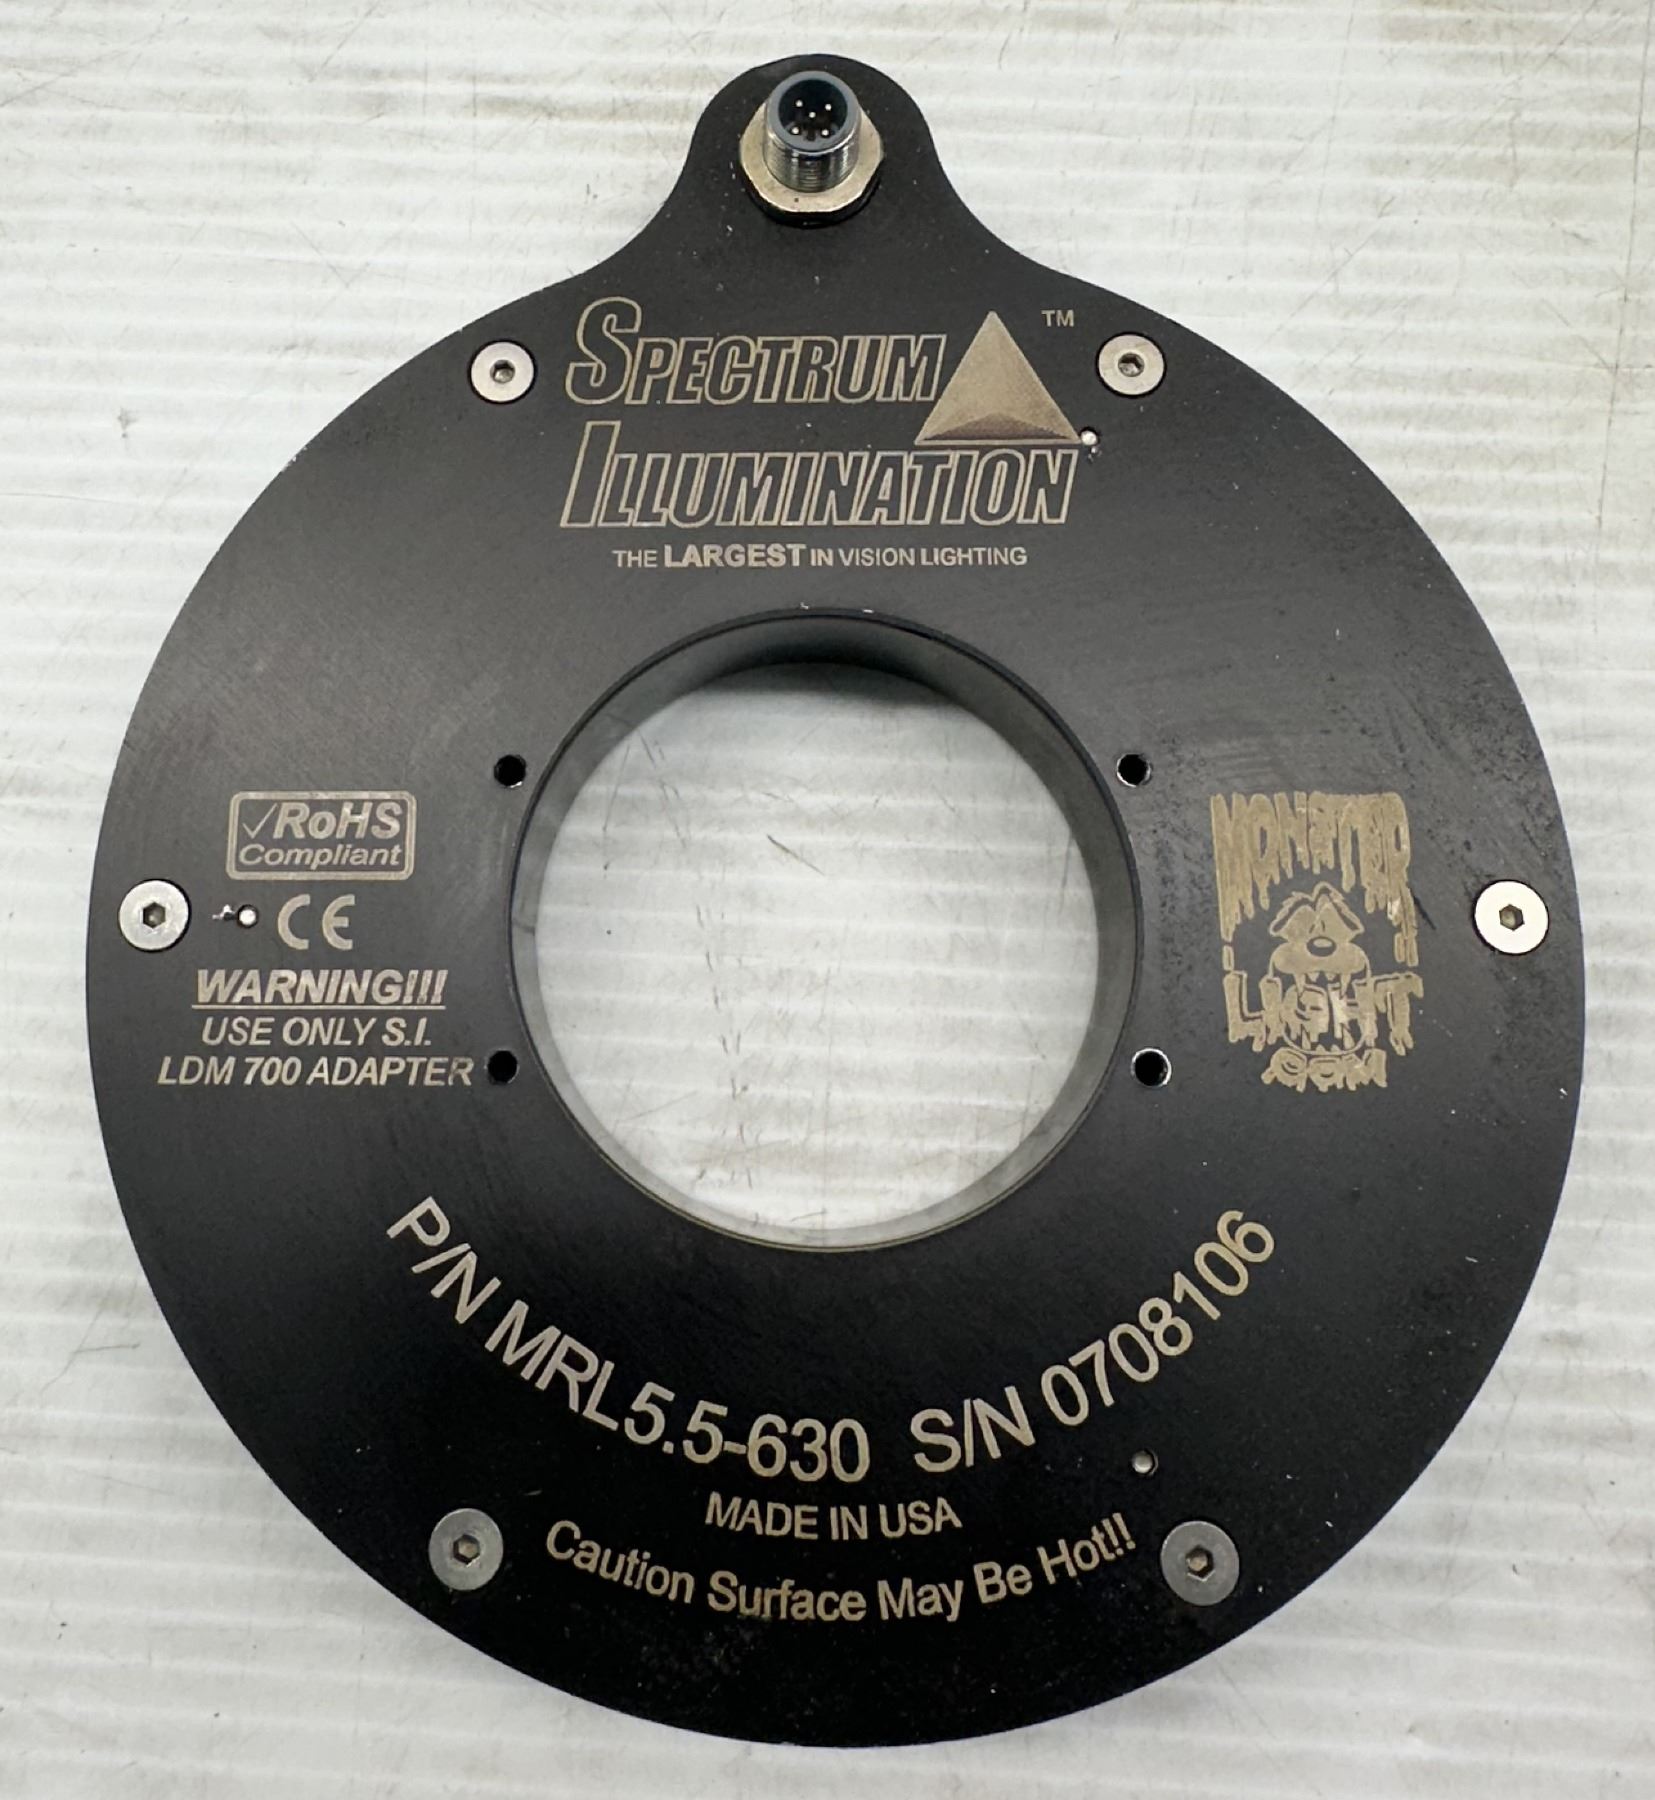 SPECTRUM
TM
ILLUMINATION
THE LARGEST IN VISION LIGHTING
√RoHS
Compliant
CE
WARNING!!!
USE ONLY S.I.
LDM 700 ADAPTER
MONSTER
LIGHT
.COM
P/N MRL5.5-630 S/N 0708106
MADE IN USA
Caution Surface May Be Hot!!